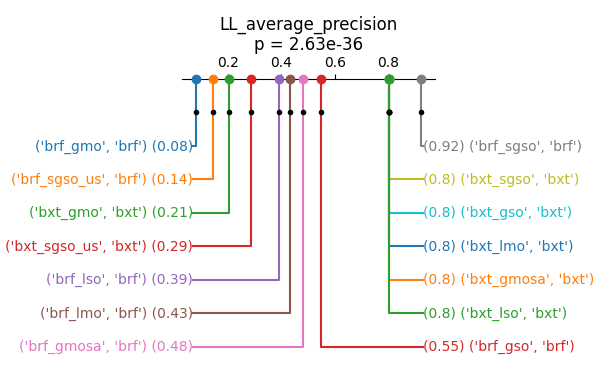 LL_average_precision
p = 2.63e-36
0.2 0.4 0.6 0.8
('brf_gmo', 'brf') (0.08) (0.92) ('brf_sgso', 'brf')
('brf_sgso_us', 'brf') (0.14) (0.8) ('bxt_sgso', 'bxt')
('bxt_gmo', 'bxt') (0.21) (0.8) ('bxt_gso', 'bxt')
('bxt_sgso_us', 'bxt') (0.29) (0.8) ('bxt_lmo', 'bxt')
('brf_lso', 'brf') (0.39) (0.8) ('bxt_gmosa', 'bxt')
('brf_lmo', 'brf') (0.43) (0.8) ('bxt_lso', 'bxt')
('brf_gmosa', 'brf') (0.48) (0.55) ('brf_gso', 'brf')